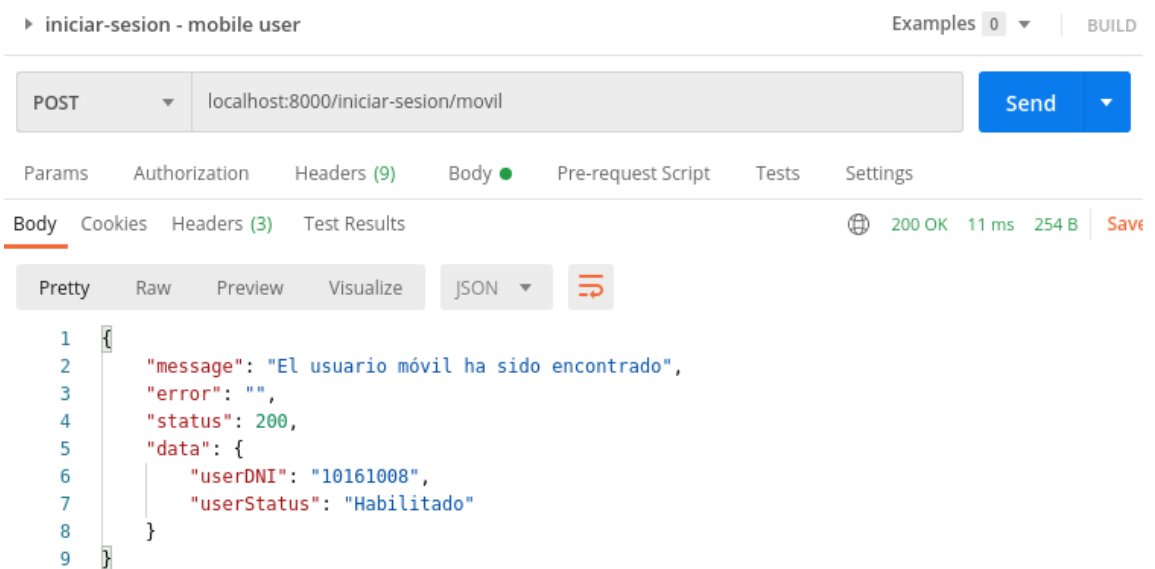 iniciar-sesion - mobile user Examples 0 BUILD
POST localhost:8000/iniciar-sesion/movil Send
Params Authorization Headers (9) Body Pre-request Script Tests Settings
Body Cookies Headers (3) Test Results 200 OK 11 ms 254 B Save
Pretty Raw Preview Visualize JSON
1 {
2 "message": "El usuario móvil ha sido encontrado",
3 "error": "",
4 "status": 200,
5 "data": {
6 "userDNI": "10161008",
7 "userStatus": "Habilitado"
8 }
9 }